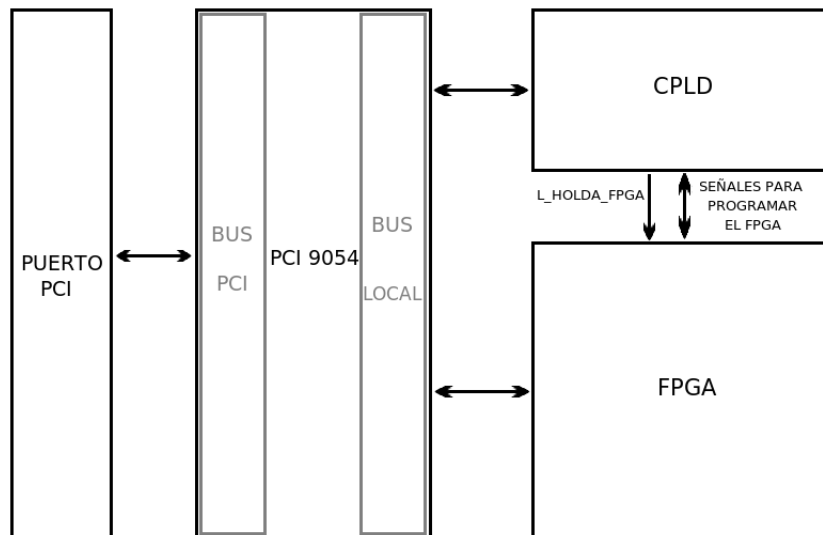 PUERTO
PCI
BUS
PCI
PCI 9054
BUS
LOCAL
CPLD
L_HOLDA_FPGA
SEÑALES PARA
PROGRAMAR
EL FPGA
FPGA